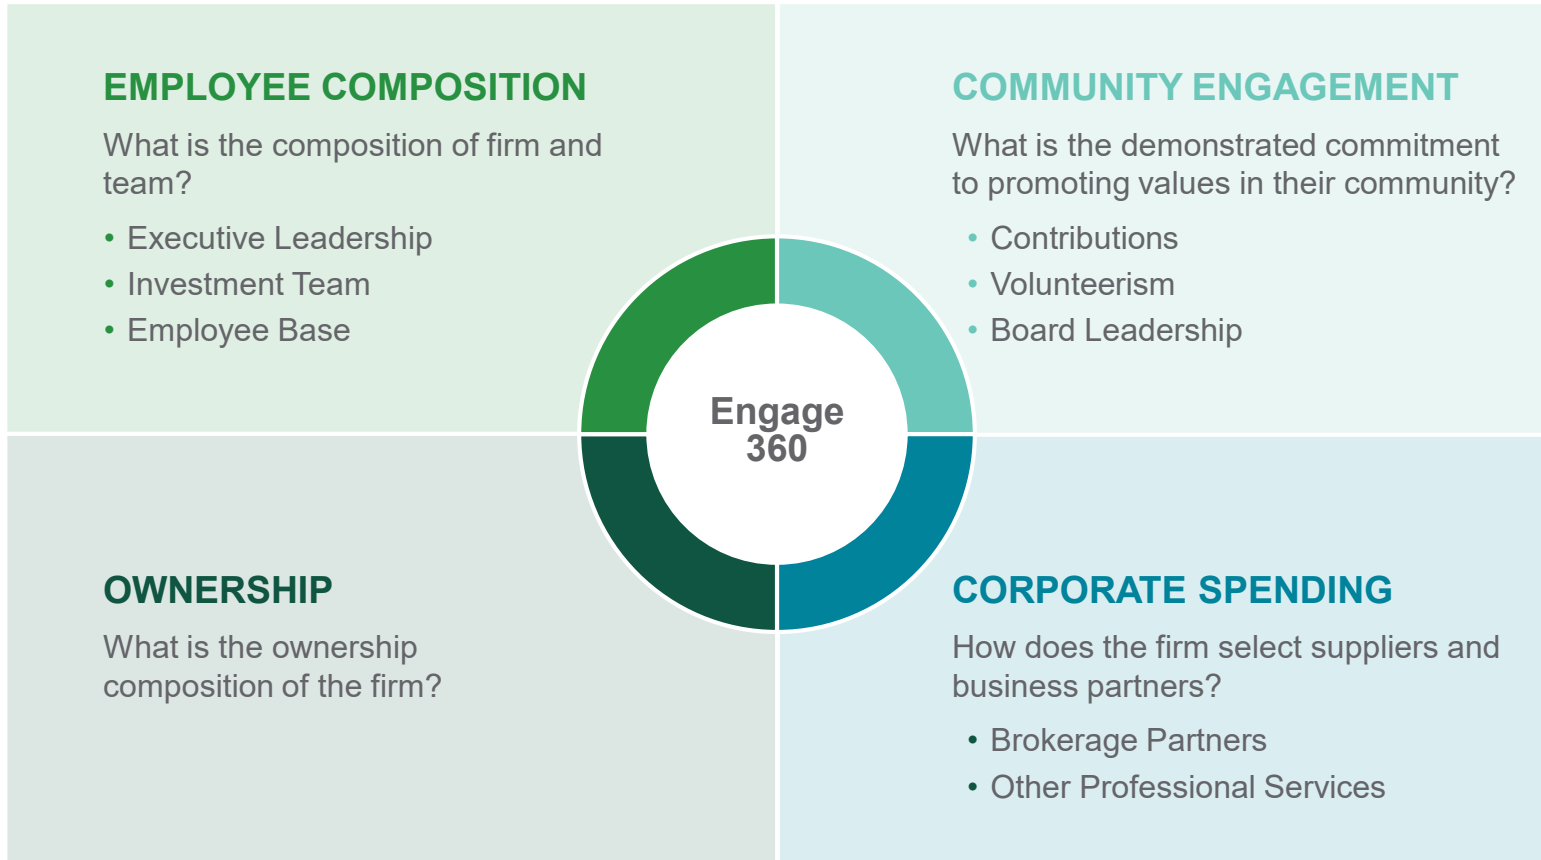 EMPLOYEE COMPOSITION
What is the composition of firm and
team?
• Executive Leadership
• Investment Team
• Employee Base
COMMUNITY ENGAGEMENT
What is the demonstrated commitment
to promoting values in their community?
• Contributions
• Volunteerism
• Board Leadership
Engage
360
OWNERSHIP
What is the ownership
composition of the firm?
CORPORATE SPENDING
How does the firm select suppliers and
business partners?
• Brokerage Partners
• Other Professional Services